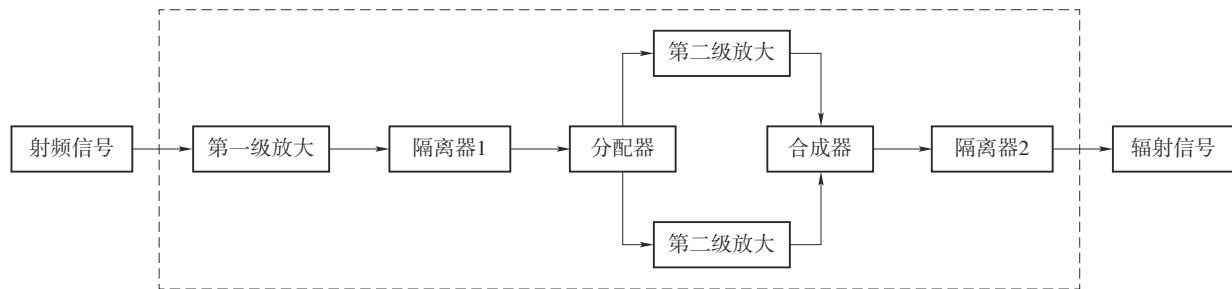 射频信号
第一级放大
隔离器1
分配器
第二级放大
第二级放大
合成器
隔离器2
辐射信号